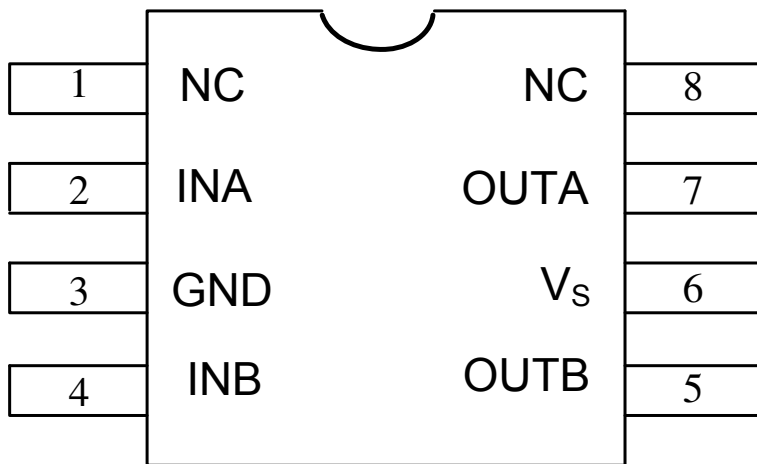 1 NC NC 8
2 INA OUTA 7
3 GND VS 6
4 INB OUTB 5